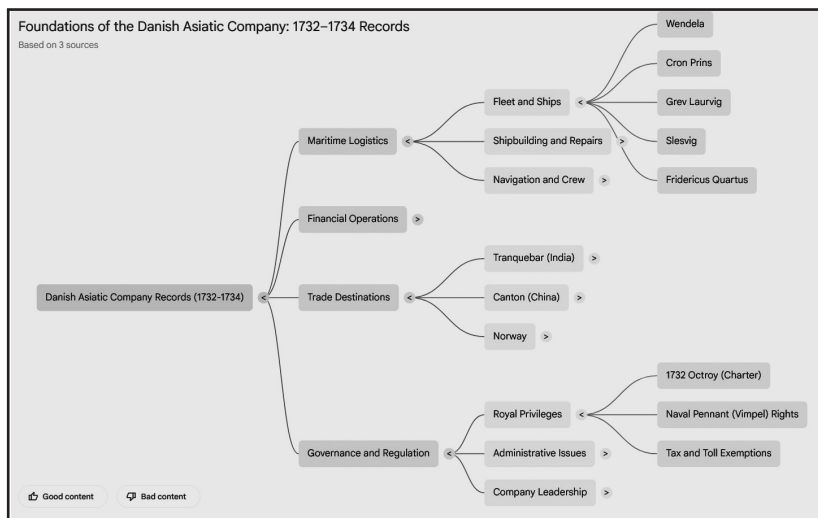 Foundations of the Danish Asiatic Company: 1732–1734 Records
Based on 3 sources
Danish Asiatic Company Records (1732-1734)
<
Maritime Logistics
<
Fleet and Ships
<
Wendela
Cron Prins
Grev Laurvig
Slesvig
Fridericus Quartus
Shipbuilding and Repairs
>
Navigation and Crew
>
Financial Operations
>
Trade Destinations
<
Tranquebar (India)
>
Canton (China)
>
Norway
>
Governance and Regulation
<
Royal Privileges
<
1732 Octroy (Charter)
Naval Pennant (Vimpel) Rights
Tax and Toll Exemptions
Administrative Issues
>
Company Leadership
>
Good content
Bad content